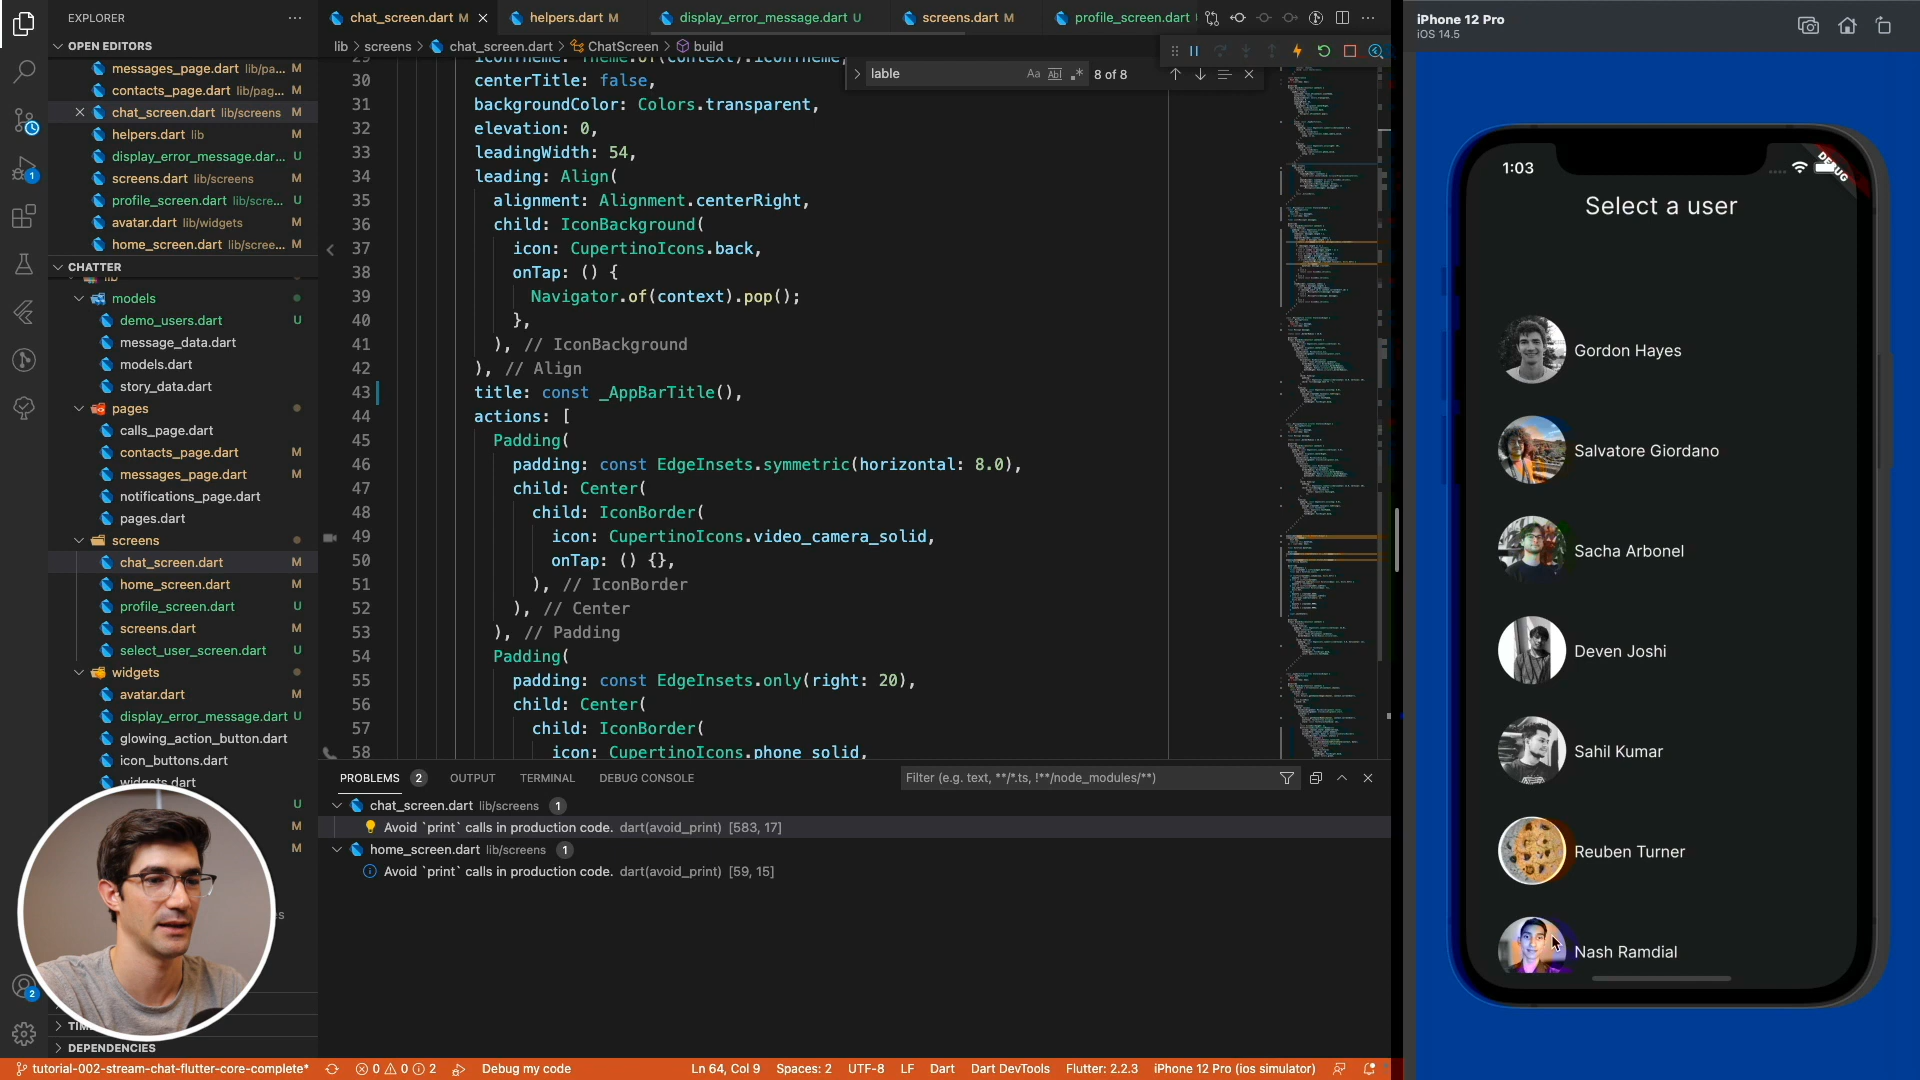 EXPLORER
OPEN EDITORS
messages_page.dart lib/pa... M
contacts_page.dart lib/pag... M
chat_screen.dart lib/screens M
helpers.dart lib M
display_error_message.dar... U
screens.dart lib/screens M
profile_screen.dart lib/scre... U
avatar.dart lib/widgets M
home_screen.dart lib/scree... M
CHATTER
models
demo_users.dart U
message_data.dart
models.dart
story_data.dart
pages
calls_page.dart
contacts_page.dart M
messages_page.dart M
notifications_page.dart
pages.dart
screens
chat_screen.dart M
home_screen.dart M
profile_screen.dart U
screens.dart M
select_user_screen.dart U
widgets
avatar.dart M
display_error_message.dart U
glowing_action_button.dart
icon_buttons.dart
widgets.dart
U
M
M
DEPENDENCIES
1
2
chat_screen.dart M
helpers.dart M
display_error_message.dart U
screens.dart M
profile_screen.dart
lib > screens > chat_screen.dart > ChatScreen > build
lable Aa Abl .* 8 of 8
29 iconTheme: Theme.of(context).iconTheme,
30 centerTitle: false,
31 backgroundColor: Colors.transparent,
32 elevation: 0,
33 leadingWidth: 54,
34 leading: Align(
35 alignment: Alignment.centerRight,
36 child: IconBackground(
37 icon: CupertinoIcons.back,
38 onTap: () {
39 Navigator.of(context).pop();
40 },
41 ), // IconBackground
42 ), // Align
43 title: const _AppBarTitle(),
44 actions: [
45 Padding(
46 padding: const EdgeInsets.symmetric(horizontal: 8.0),
47 child: Center(
48 child: IconBorder(
49 icon: CupertinoIcons.video_camera_solid,
50 onTap: () {},
51 ), // IconBorder
52 ), // Center
53 ), // Padding
54 Padding(
55 padding: const EdgeInsets.only(right: 20),
56 child: Center(
57 child: IconBorder(
58 icon: CupertinoIcons.phone_solid,
PROBLEMS 2 OUTPUT TERMINAL DEBUG CONSOLE
Filter (e.g. text, **/*.ts, !**/node_modules/**)
chat_screen.dart lib/screens 1
Avoid `print` calls in production code. dart(avoid_print) [583, 17]
home_screen.dart lib/screens 1
Avoid `print` calls in production code. dart(avoid_print) [59, 15]
tutorial-002-stream-chat-flutter-core-complete* 0 0 2 Debug my code
Ln 64, Col 9 Spaces: 2 UTF-8 LF Dart Dart DevTools Flutter: 2.2.3 iPhone 12 Pro (ios simulator)
iPhone 12 Pro
iOS 14.5
1:03
DEBUG
Select a user
Gordon Hayes
Salvatore Giordano
Sacha Arbonel
Deven Joshi
Sahil Kumar
Reuben Turner
Nash Ramdial